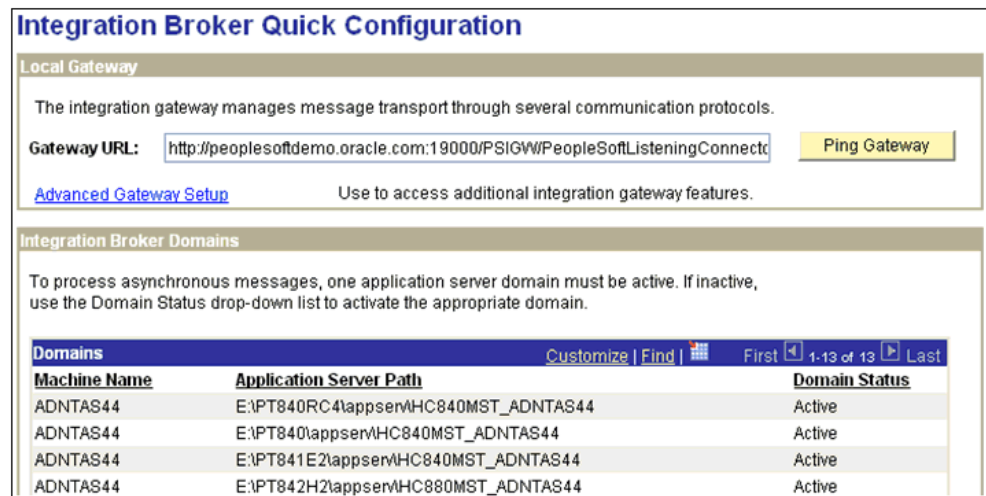 Integration Broker Quick Configuration
Local Gateway
The integration gateway manages message transport through several communication protocols.
Gateway URL: http://peoplesoftdemo.oracle.com:19000/PSIGW/PeopleSoftListeningConnectc Ping Gateway
Advanced Gateway Setup Use to access additional integration gateway features.
Integration Broker Domains
To process asynchronous messages, one application server domain must be active. If inactive,
use the Domain Status drop-down list to activate the appropriate domain.
Domains Customize | Find | First 1-13 of 13 Last
Machine Name Application Server Path Domain Status
ADNTAS44 E:\PT840RC4\appserv\HC840MST_ADNTAS44 Active
ADNTAS44 E:\PT840\appserv\HC840MST_ADNTAS44 Active
ADNTAS44 E:\PT841E2\appserv\HC840MST_ADNTAS44 Active
ADNTAS44 E:\PT842H2\appserv\HC880MST_ADNTAS44 Active